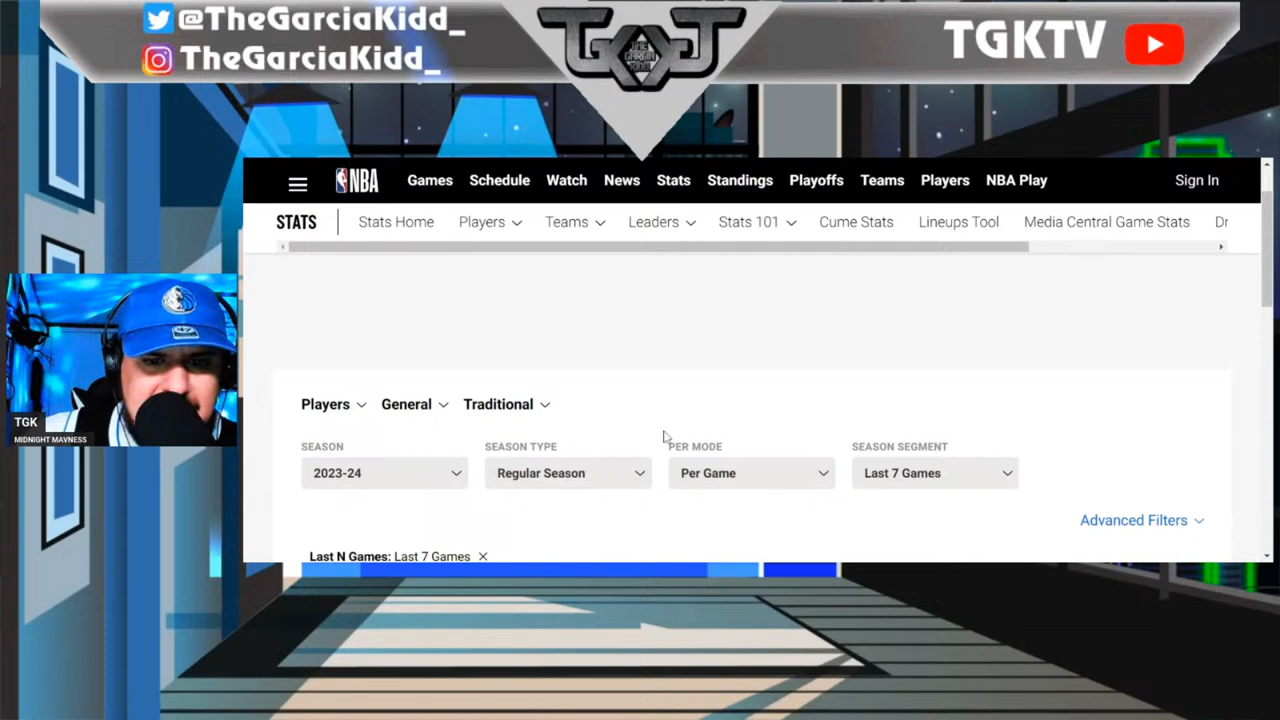 @TheGarciaKidd_
TheGarciaKidd_
TGKTV
NBA Games Schedule Watch News Stats Standings Playoffs Teams Players NBA Play Sign In
STATS Stats Home Players Teams Leaders Stats 101 Cume Stats Lineups Tool Media Central Game Stats Dr
Players General Traditional
SEASON SEASON TYPE PER MODE SEASON SEGMENT
2023-24 Regular Season Per Game Last 7 Games
Advanced Filters
Last N Games: Last 7 Games ×
TGK
MIDNIGHT MAVNESS